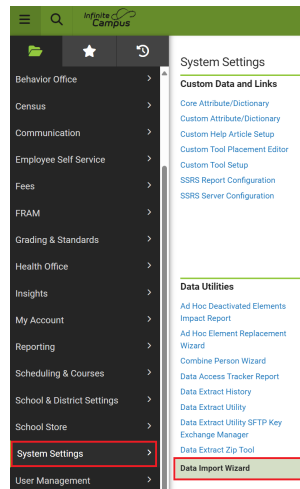 Infinite
Campus
Behavior Office
Census
Communication
Employee Self Service
Fees
FRAM
Grading & Standards
Health Office
Insights
My Account
Reporting
Scheduling & Courses
School & District Settings
School Store
System Settings
User Management
System Settings
Custom Data and Links
Core Attribute/Dictionary
Custom Attribute/Dictionary
Custom Help Article Setup
Custom Tool Placement Editor
Custom Tool Setup
SSRS Report Configuration
SSRS Server Configuration
Data Utilities
Ad Hoc Deactivated Elements
Impact Report
Ad Hoc Element Replacement
Wizard
Combine Person Wizard
Data Access Tracker Report
Data Extract History
Data Extract Utility
Data Extract Utility SFTP Key
Exchange Manager
Data Extract Zip Tool
Data Import Wizard